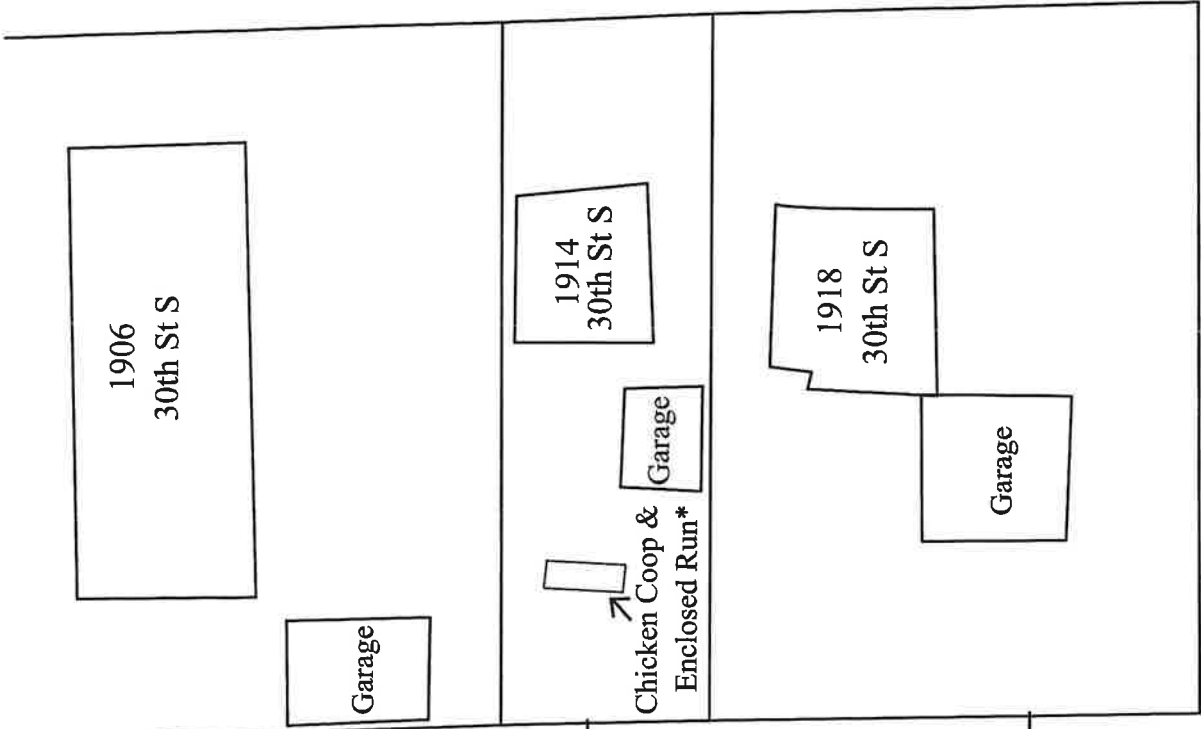 1906
30th St S
Garage
1914
30th St S
Garage
Chicken Coop &
Enclosed Run*
1918
30th St S
Garage